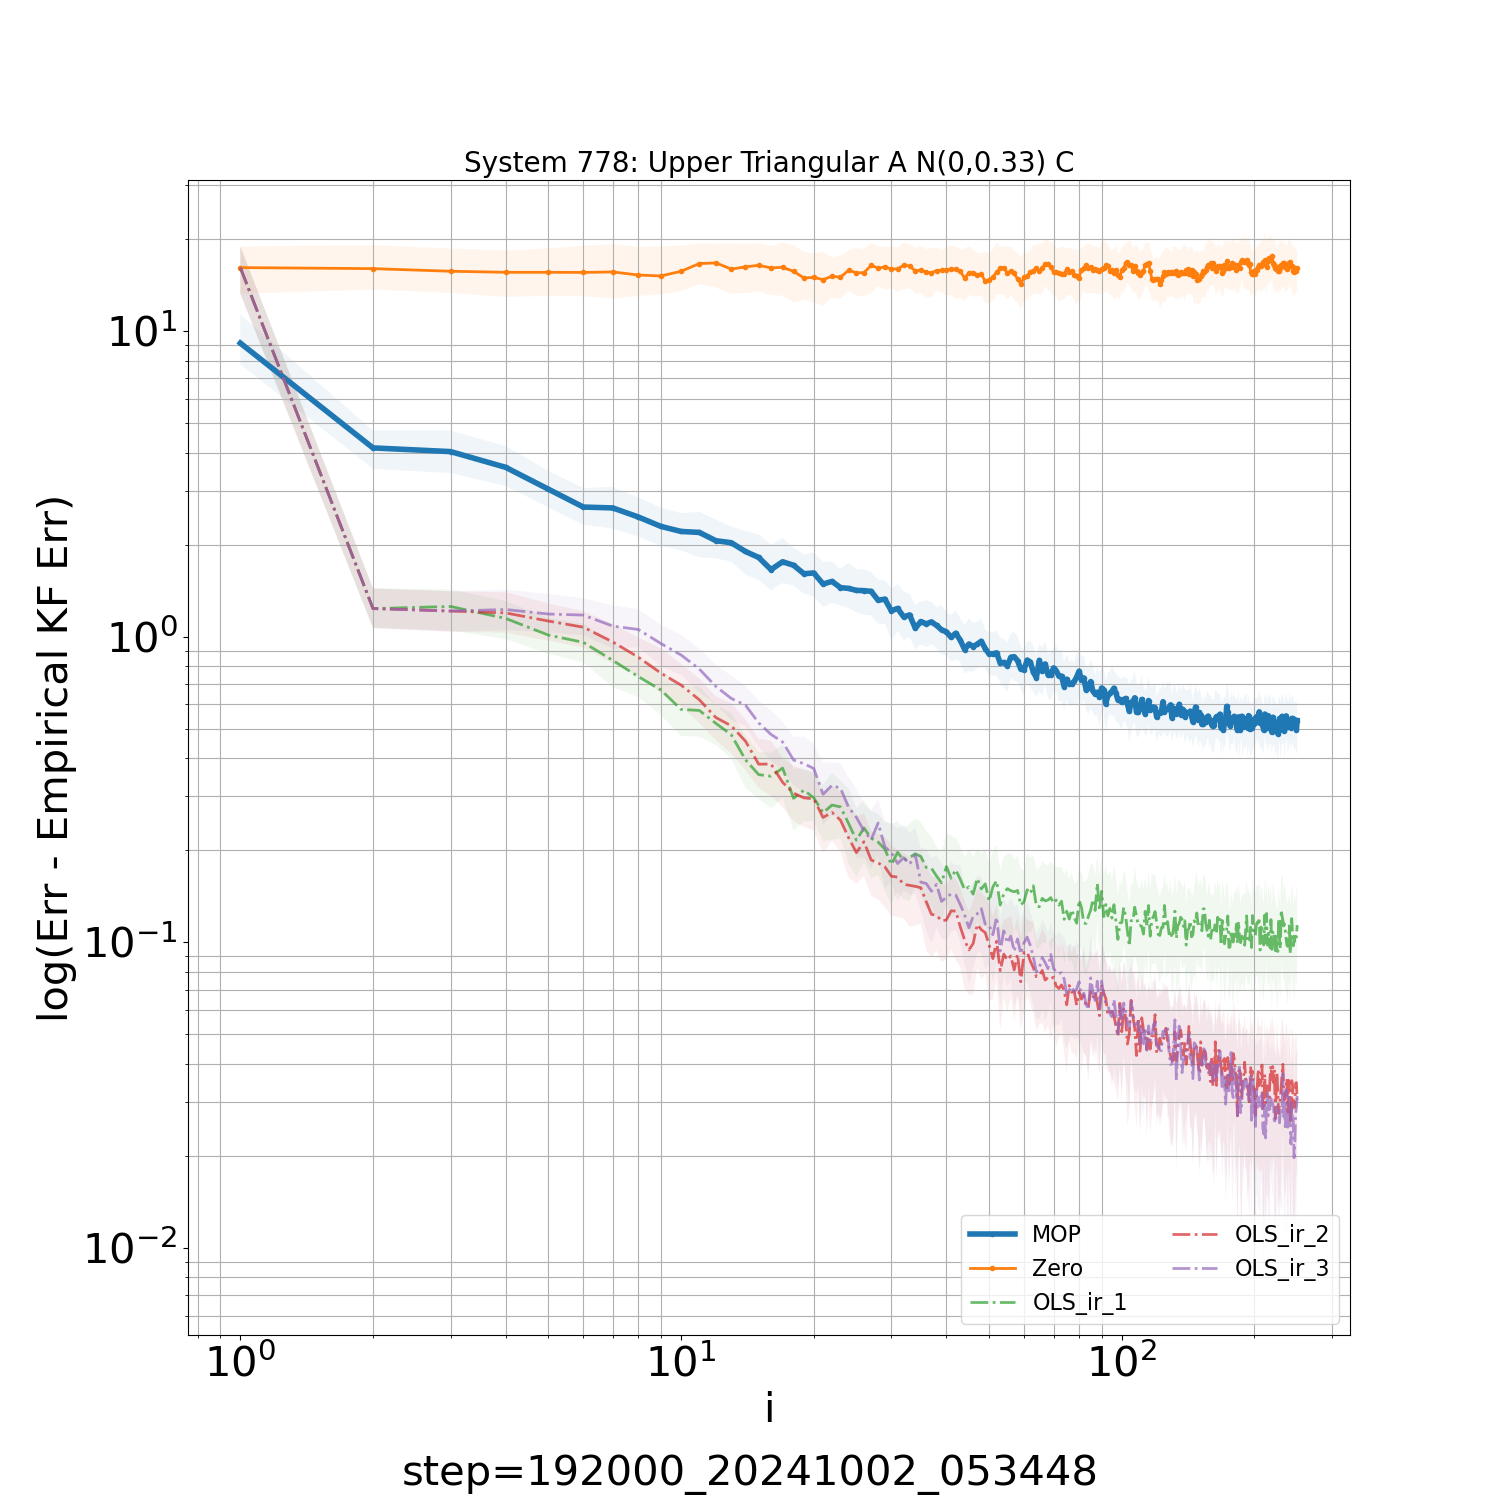 System 778: Upper Triangular A N(0,0.33) C
log(Err - Empirical KF Err)
10¹
10⁰
10⁻¹
10⁻²
MOP
Zero
OLS_ir_1
OLS_ir_2
OLS_ir_3
10⁰ 10¹ 10²
i
step=192000_20241002_053448